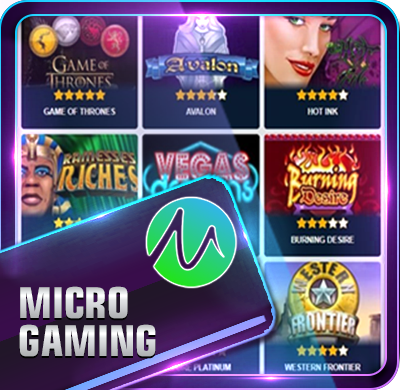 GAME OF
THRONES
GAME OF THRONES
Avalon
AVALON
HOT INK
RAMESSES
RICHES
VEGAS
Burning
Desire
BURNING DESIRE
WESTERN
FRONTIER
PLATINUM
WESTERN FRONTIER
MICRO
GAMING